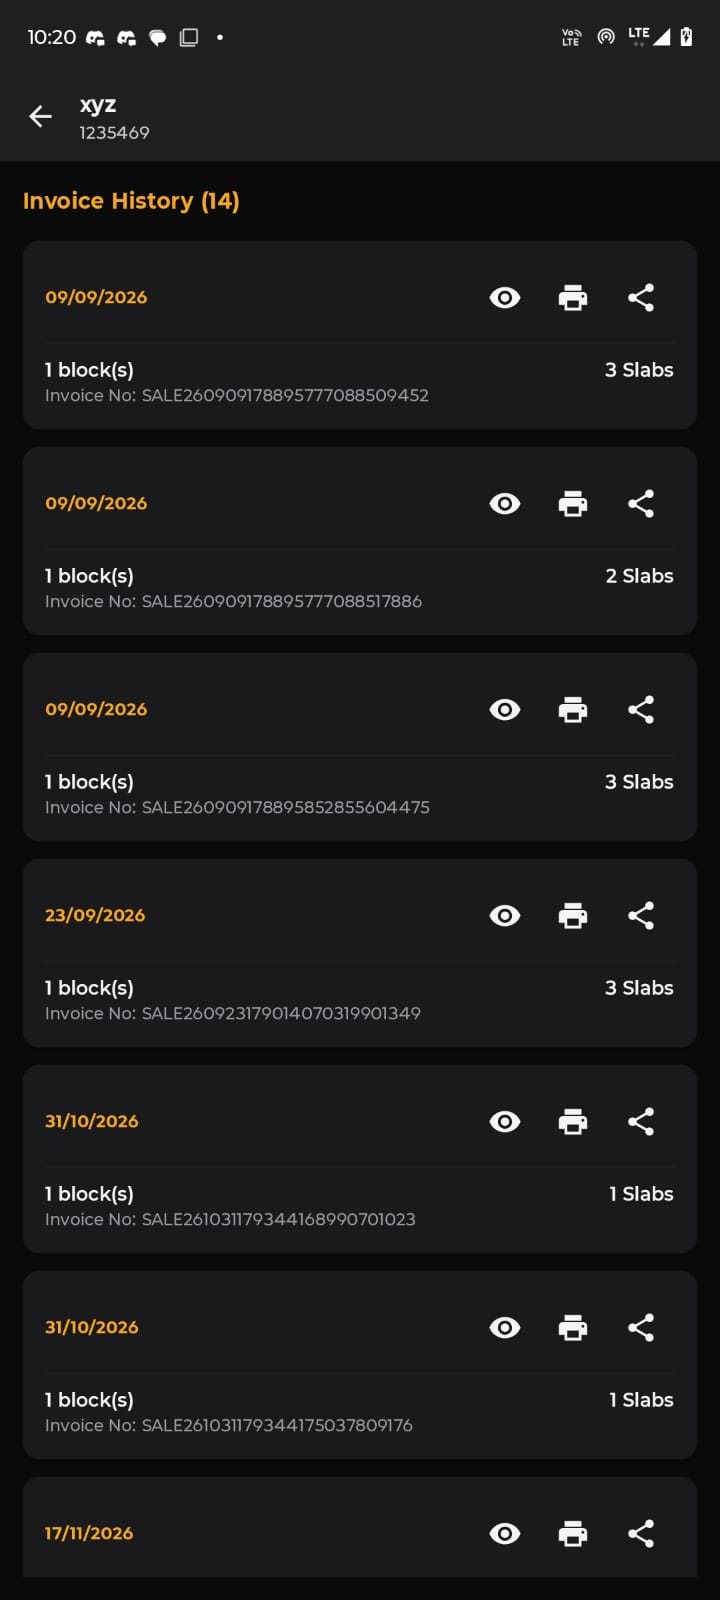 10:20
Vo
LTE
LTE
xyz
1235469
Invoice History (14)
09/09/2026
1 block(s) 3 Slabs
Invoice No: SALE260909178895777088509452
09/09/2026
1 block(s) 2 Slabs
Invoice No: SALE260909178895777088517886
09/09/2026
1 block(s) 3 Slabs
Invoice No: SALE260909178895852855604475
23/09/2026
1 block(s) 3 Slabs
Invoice No: SALE260923179014070319901349
31/10/2026
1 block(s) 1 Slabs
Invoice No: SALE261031179344168990701023
31/10/2026
1 block(s) 1 Slabs
Invoice No: SALE261031179344175037809176
17/11/2026